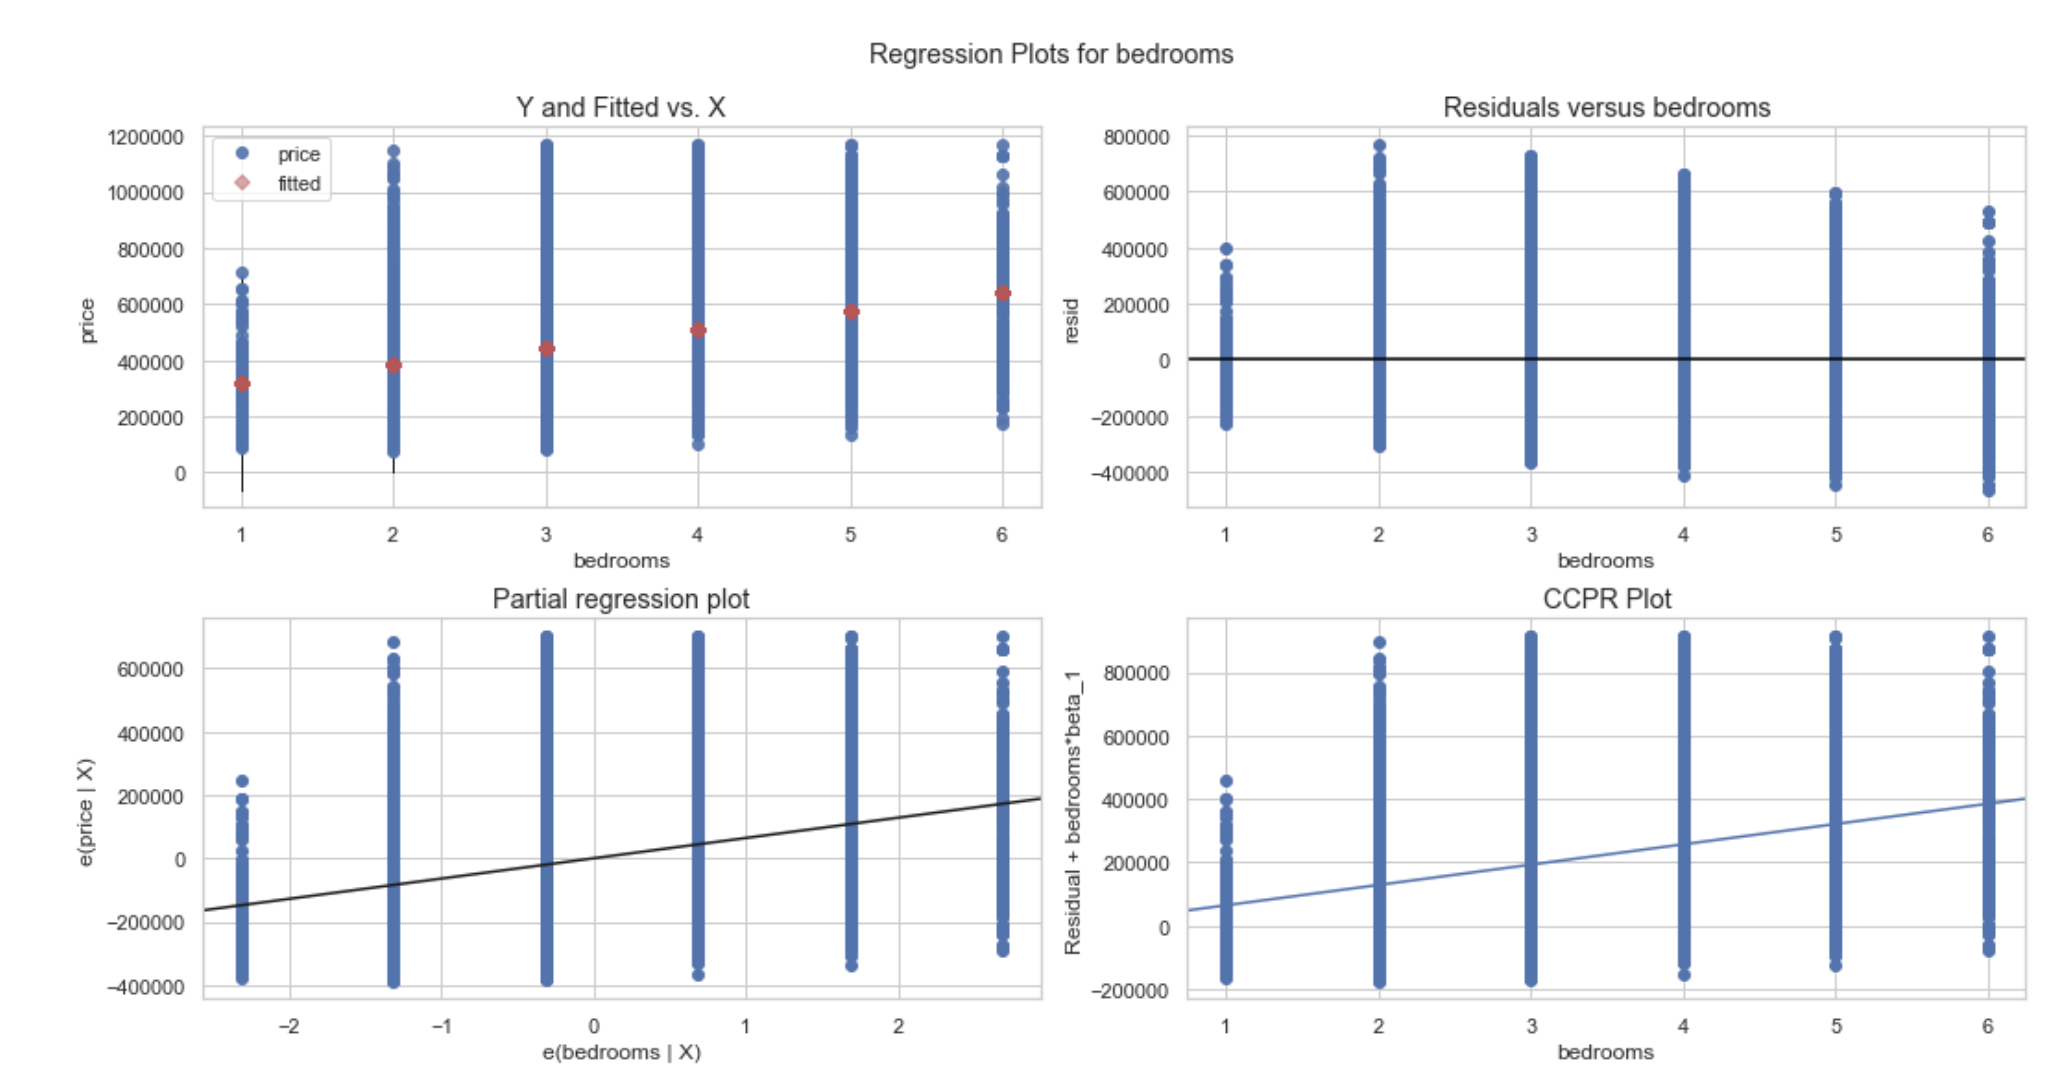 Regression Plots for bedrooms
Y and Fitted vs. X
1200000
1000000
800000
600000
400000
200000
0
price
price
fitted
1 2 3 4 5 6
bedrooms
Residuals versus bedrooms
800000
600000
400000
200000
0
−200000
−400000
resid
1 2 3 4 5 6
bedrooms
Partial regression plot
600000
400000
200000
0
−200000
−400000
e(price | X)
−2 −1 0 1 2
e(bedrooms | X)
CCPR Plot
800000
600000
400000
200000
0
−200000
Residual + bedrooms*beta_1
1 2 3 4 5 6
bedrooms